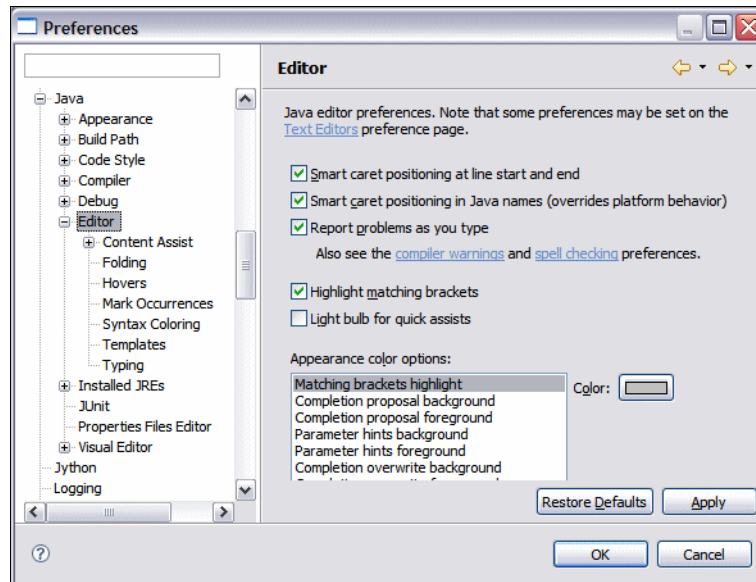 Preferences
Java
Appearance
Build Path
Code Style
Compiler
Debug
Editor
Content Assist
Folding
Hovers
Mark Occurrences
Syntax Coloring
Templates
Typing
Installed JREs
JUnit
Properties Files Editor
Visual Editor
Jython
Logging
Editor
Java editor preferences. Note that some preferences may be set on the
Text Editors preference page.
Smart caret positioning at line start and end
Smart caret positioning in Java names (overrides platform behavior)
Report problems as you type
Also see the compiler warnings and spell checking preferences.
Highlight matching brackets
Light bulb for quick assists
Appearance color options:
Matching brackets highlight
Completion proposal background
Completion proposal foreground
Parameter hints background
Parameter hints foreground
Completion overwrite background
Color:
Restore Defaults
Apply
?
OK
Cancel